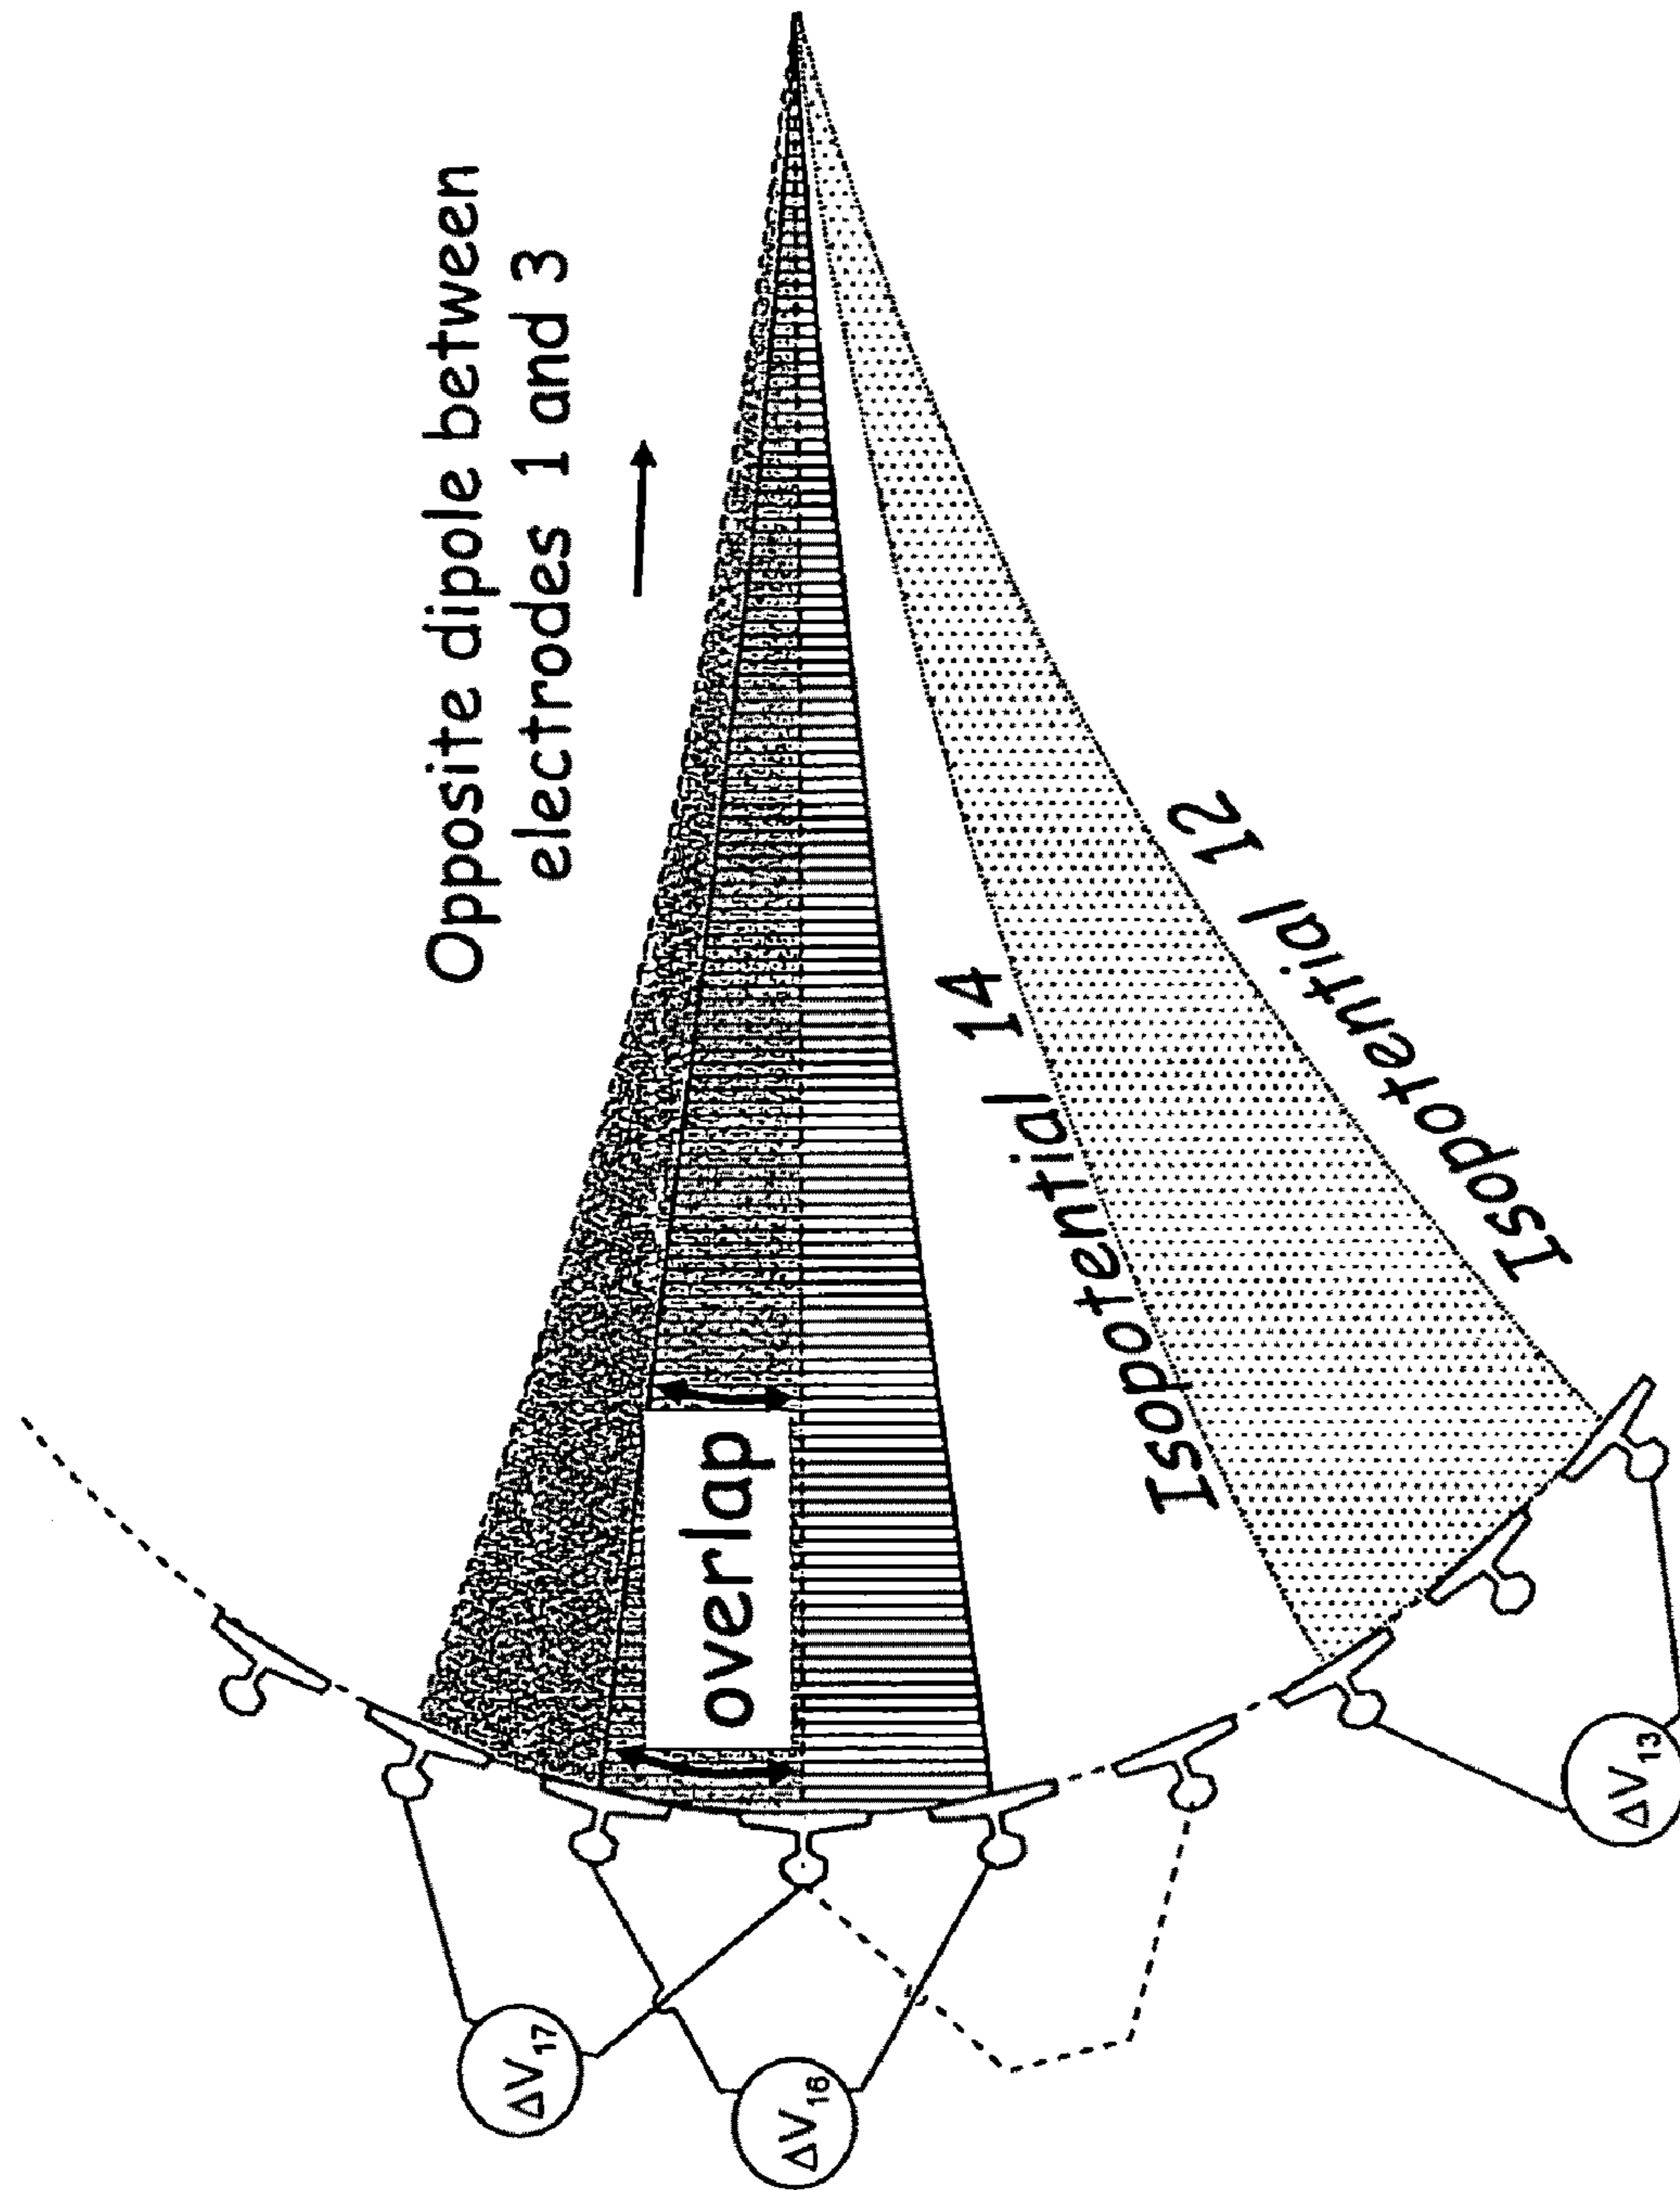 Opposite dipole between
electrodes 1 and 3
overlap
Isopotential 14
Isopotential 12
ΔV17
ΔV16
ΔV13